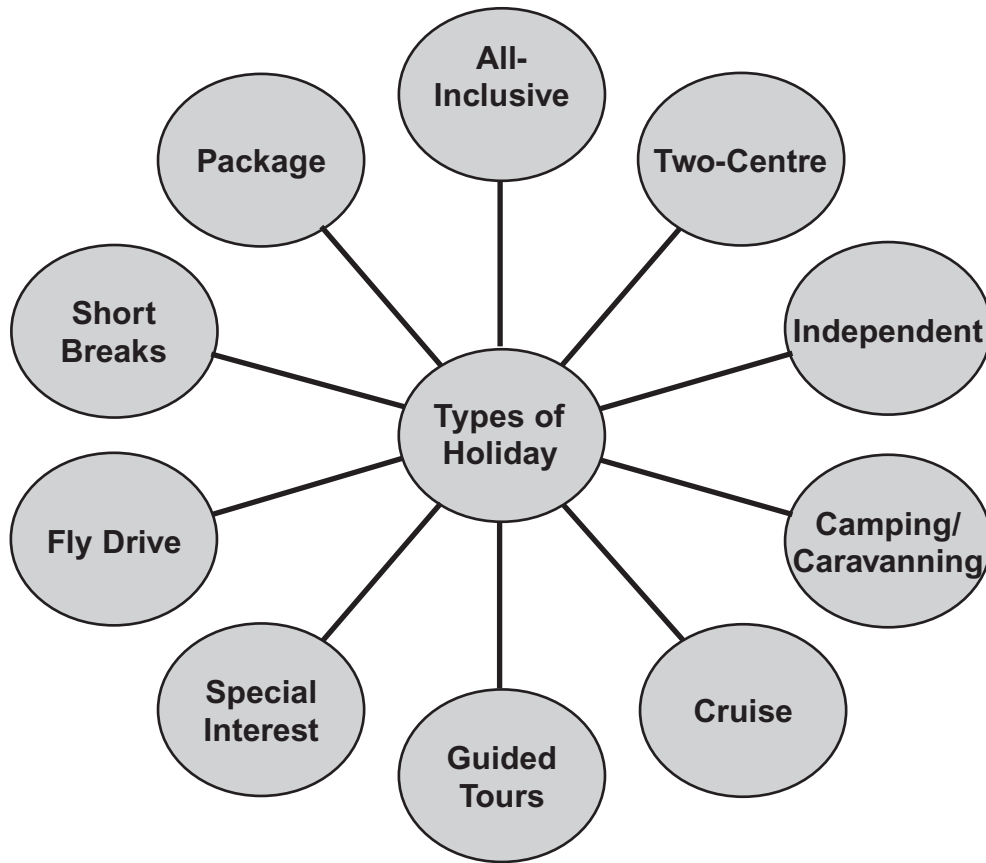 All-
Inclusive
Package
Two-Centre
Short
Breaks
Independent
Types of
Holiday
Fly Drive
Camping/
Caravanning
Special
Interest
Cruise
Guided
Tours